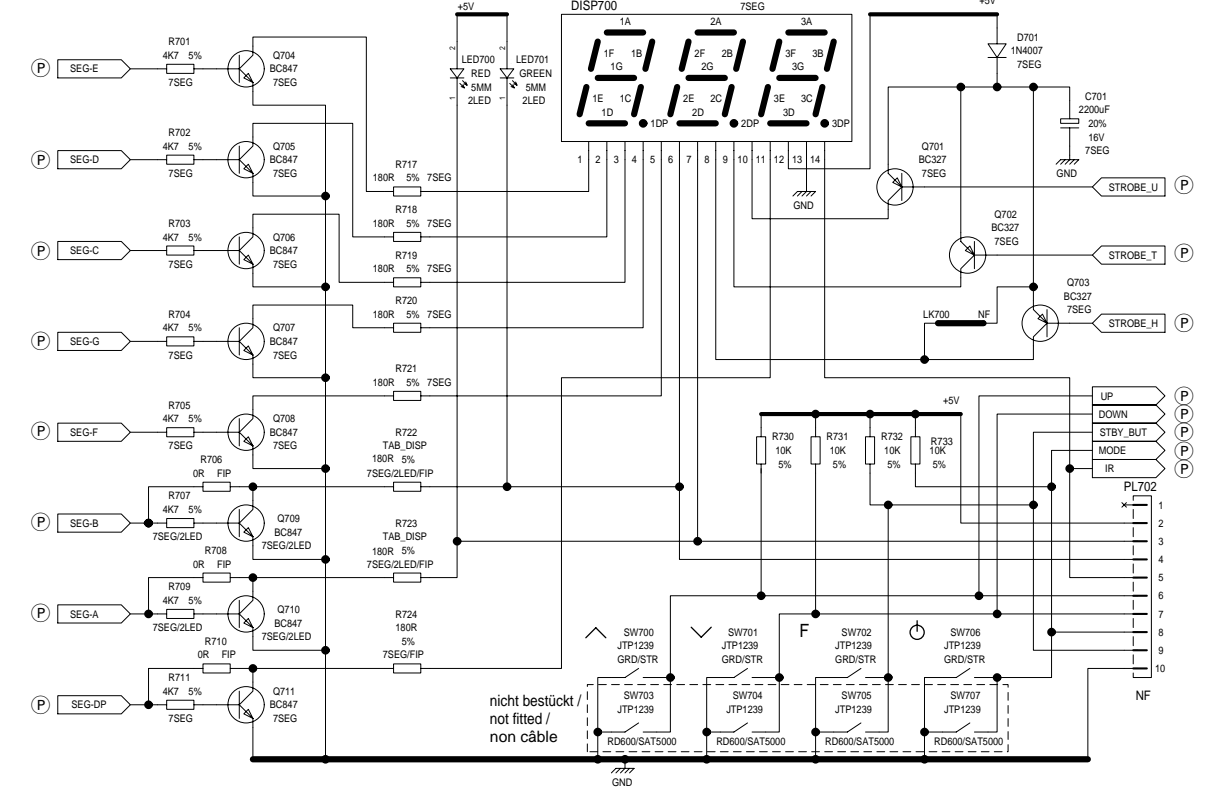 +5V
DISP700
7SEG
+5V
1A
2A
3A
1F
1B
1G
2F
2B
2G
3F
3B
3G
1E
1C
1D
2E
2C
2D
3E
3C
3D
1DP
2DP
3DP
1 2 3 4 5 6 7 8 9 10 11 12 13 14
GND
2
LED700
RED
5MM
2LED
1
2
LED701
GREEN
5MM
2LED
1
D701
1N4007
7SEG
C701
2200uF
20%
16V
7SEG
GND
P SEG-E
R701
4K7 5%
7SEG
Q704
BC847
7SEG
P SEG-D
R702
4K7 5%
7SEG
Q705
BC847
7SEG
P SEG-C
R703
4K7 5%
7SEG
Q706
BC847
7SEG
P SEG-G
R704
4K7 5%
7SEG
Q707
BC847
7SEG
P SEG-F
R705
4K7 5%
7SEG
Q708
BC847
7SEG
R706
0R FIP
P SEG-B
R707
4K7 5%
7SEG/2LED
Q709
BC847
7SEG/2LED
R708
0R FIP
P SEG-A
R709
4K7 5%
7SEG/2LED
Q710
BC847
7SEG/2LED
R710
0R FIP
P SEG-DP
R711
4K7 5%
7SEG
Q711
BC847
7SEG
R717
180R 5% 7SEG
R718
180R 5% 7SEG
R719
180R 5% 7SEG
R720
180R 5% 7SEG
R721
180R 5% 7SEG
R722
TAB_DISP
180R 5%
7SEG/2LED/FIP
R723
TAB_DISP
180R 5%
7SEG/2LED/FIP
R724
180R
5%
7SEG/FIP
Q701
BC327
7SEG
STROBE_U P
Q702
BC327
7SEG
STROBE_T P
Q703
BC327
7SEG
STROBE_H P
LK700 NF
+5V
R730
10K
5%
R731
10K
5%
R732
10K
5%
R733
10K
5%
UP P
DOWN P
STBY_BUT P
MODE P
IR P
PL702
1
2
3
4
5
6
7
8
9
10
NF
SW700
JTP1239
GRD/STR
SW701
JTP1239
GRD/STR
F
SW702
JTP1239
GRD/STR
SW706
JTP1239
GRD/STR
nicht bestückt /
not fitted /
non câble
SW703
JTP1239
RD600/SAT5000
SW704
JTP1239
RD600/SAT5000
SW705
JTP1239
RD600/SAT5000
SW707
JTP1239
RD600/SAT5000
GND